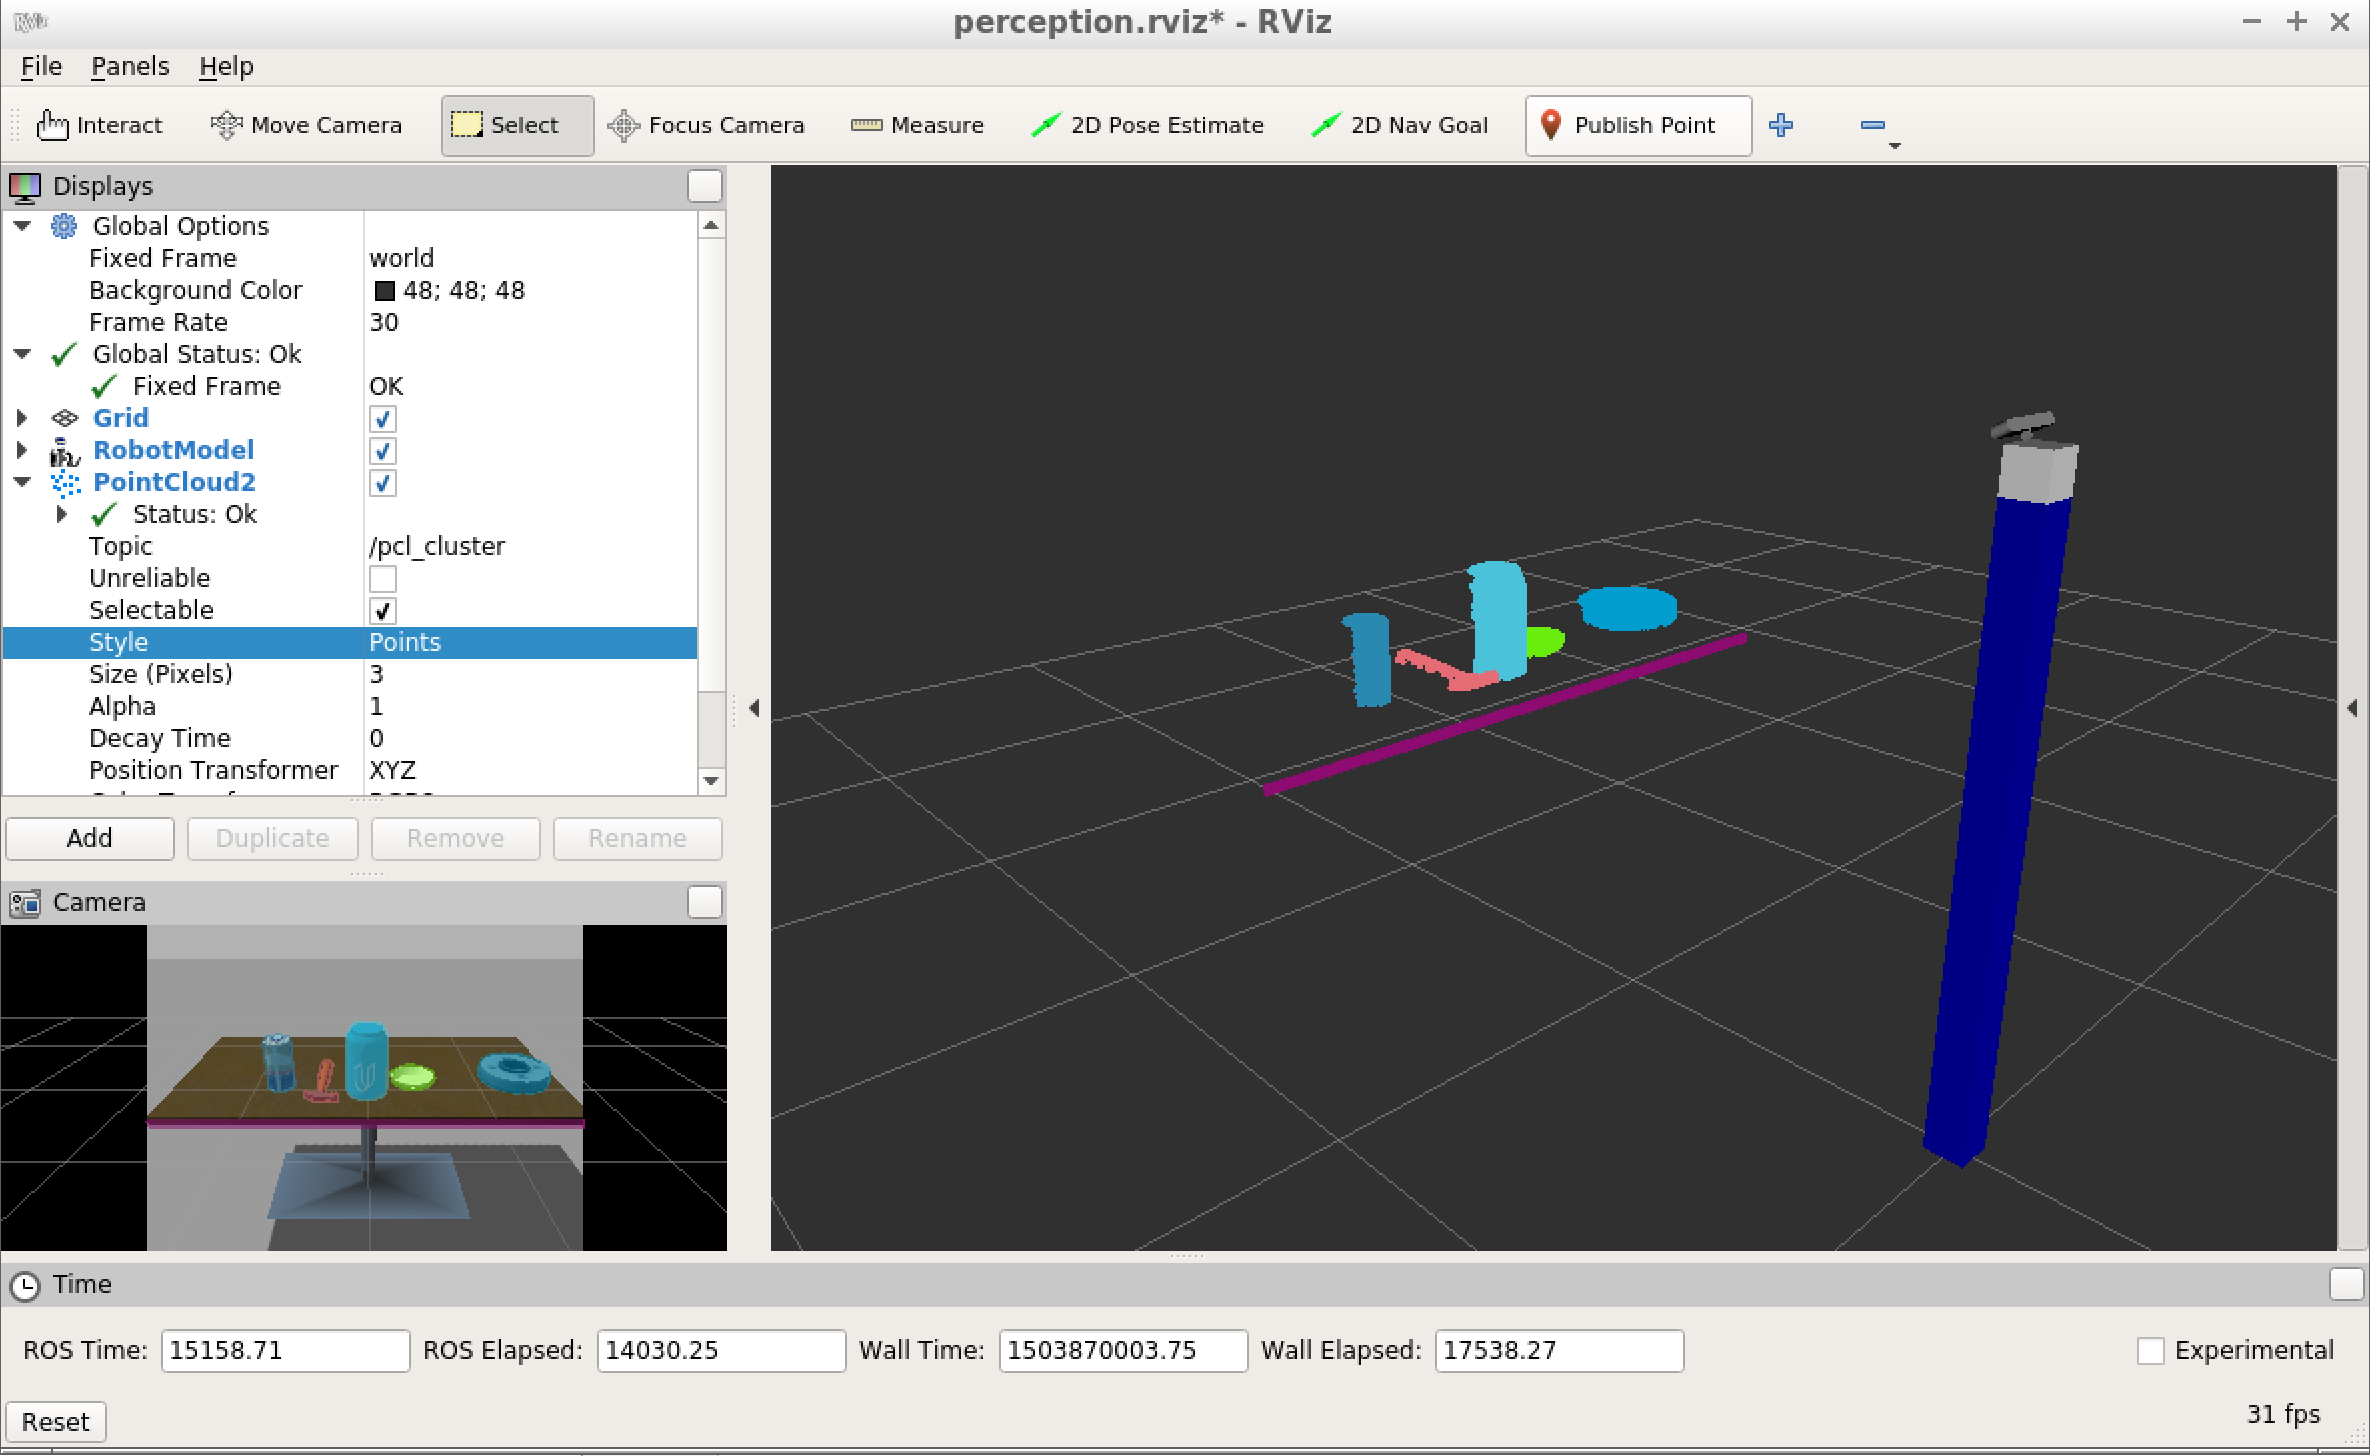 perception.rviz* - RViz
File Panels Help
Interact Move Camera Select Focus Camera Measure 2D Pose Estimate 2D Nav Goal Publish Point
Displays
Global Options
Fixed Frame world
Background Color 48; 48; 48
Frame Rate 30
Global Status: Ok
Fixed Frame OK
Grid
RobotModel
PointCloud2
Status: Ok
Topic /pcl_cluster
Unreliable
Selectable
Style Points
Size (Pixels) 3
Alpha 1
Decay Time 0
Position Transformer XYZ
Add Duplicate Remove Rename
Camera
Time
ROS Time: 15158.71 ROS Elapsed: 14030.25 Wall Time: 1503870003.75 Wall Elapsed: 17538.27 Experimental
Reset 31 fps